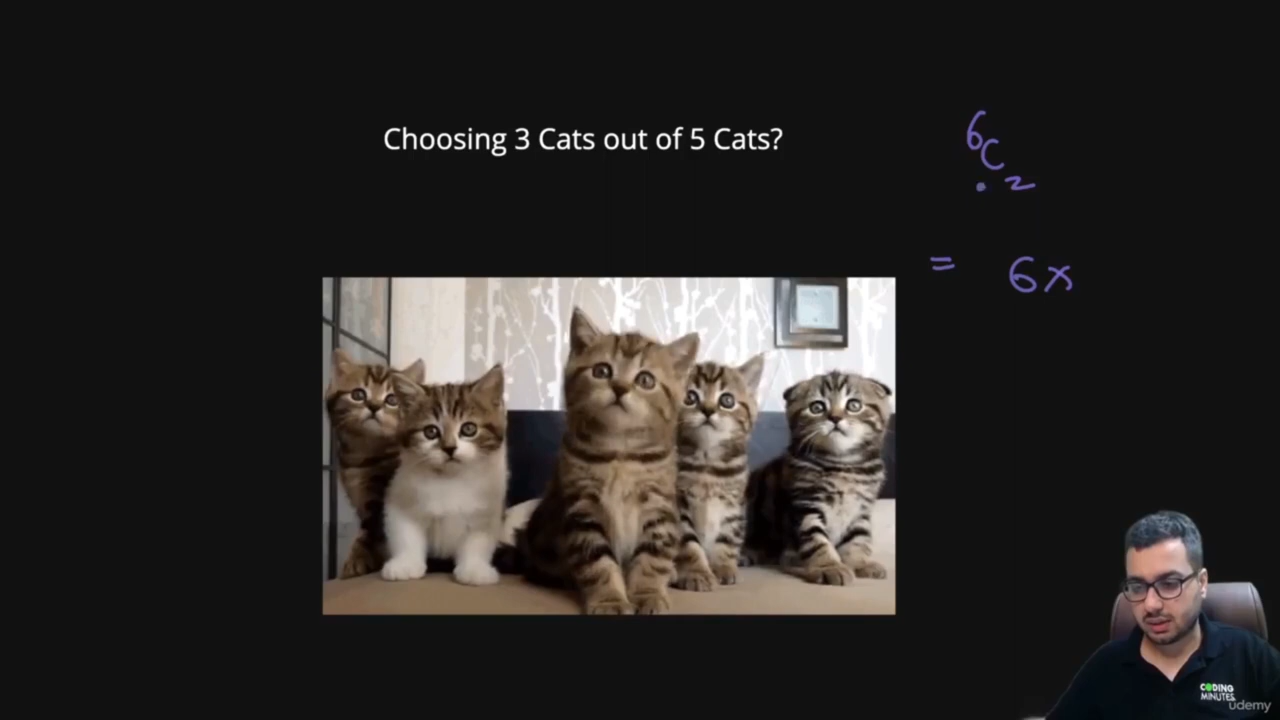 Choosing 3 Cats out of 5 Cats?
6C2
= 6x
CODING
MINUTES
udemy